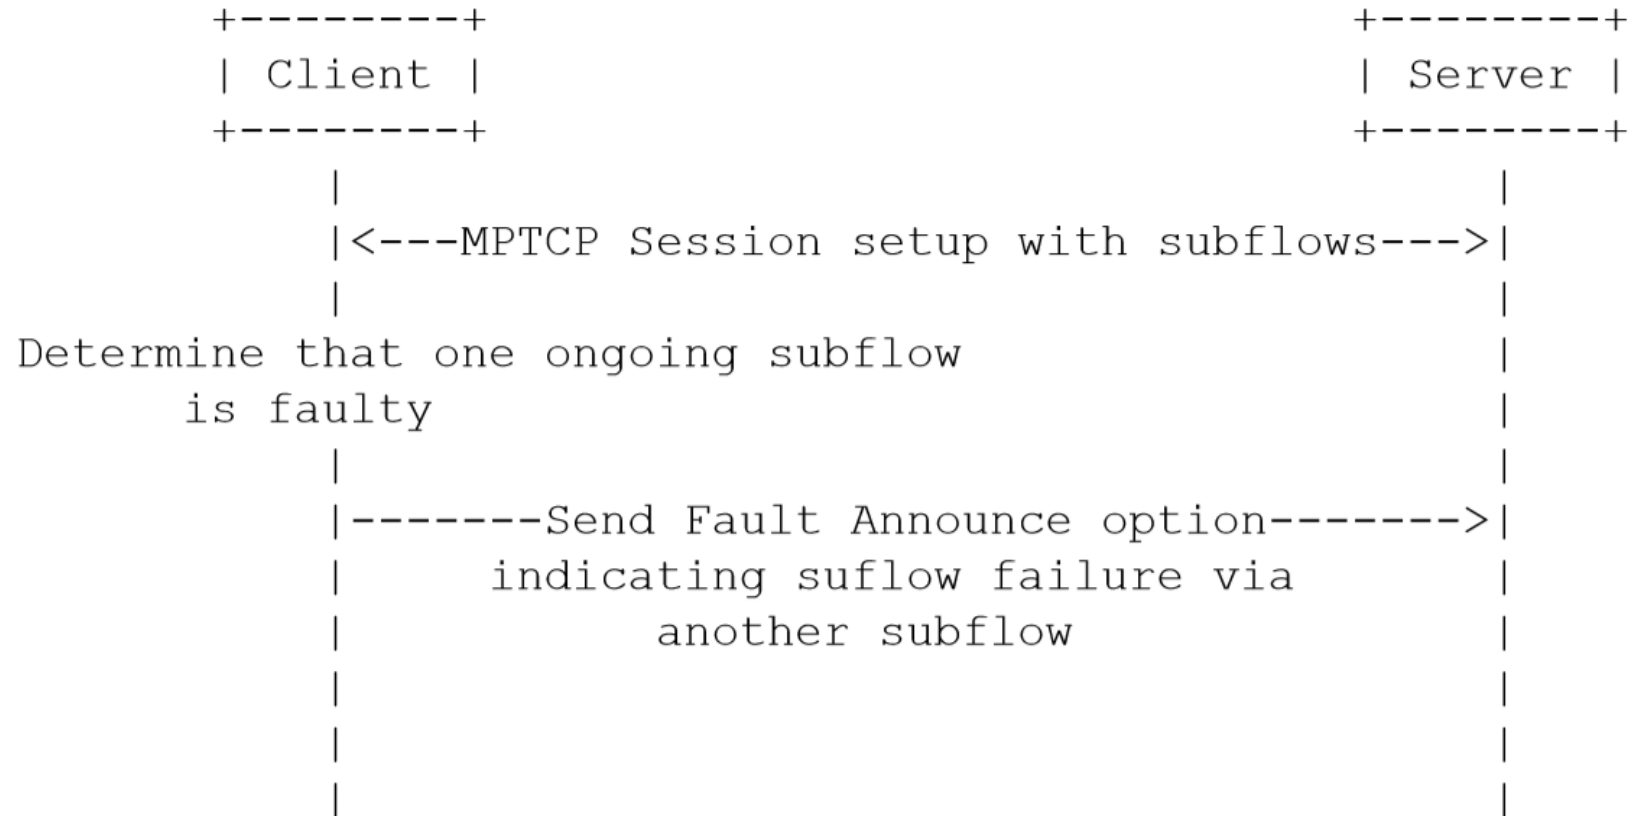 +--------+                               +--------+
| Client |                               | Server |
+--------+                               +--------+
|                                          |
|<---MPTCP Session setup with subflows--->|
|                                          |
Determine that one ongoing subflow                    |
is faulty                                       |
|                                          |
|-------Send Fault Announce option------->|
|     indicating suflow failure via       |
|           another subflow               |
|                                          |
|                                          |
|                                          |